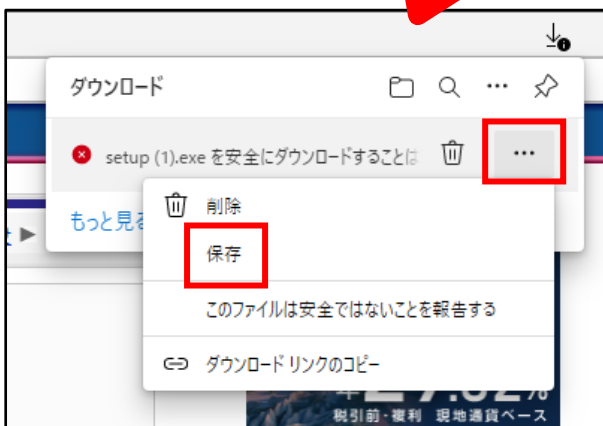 ダウンロード
setup (1).exe を安全にダウンロードすることは
もっと見る
削除
保存
このファイルは安全ではないことを報告する
ダウンロード リンクのコピー
税引前・複利 現地通貨ベース